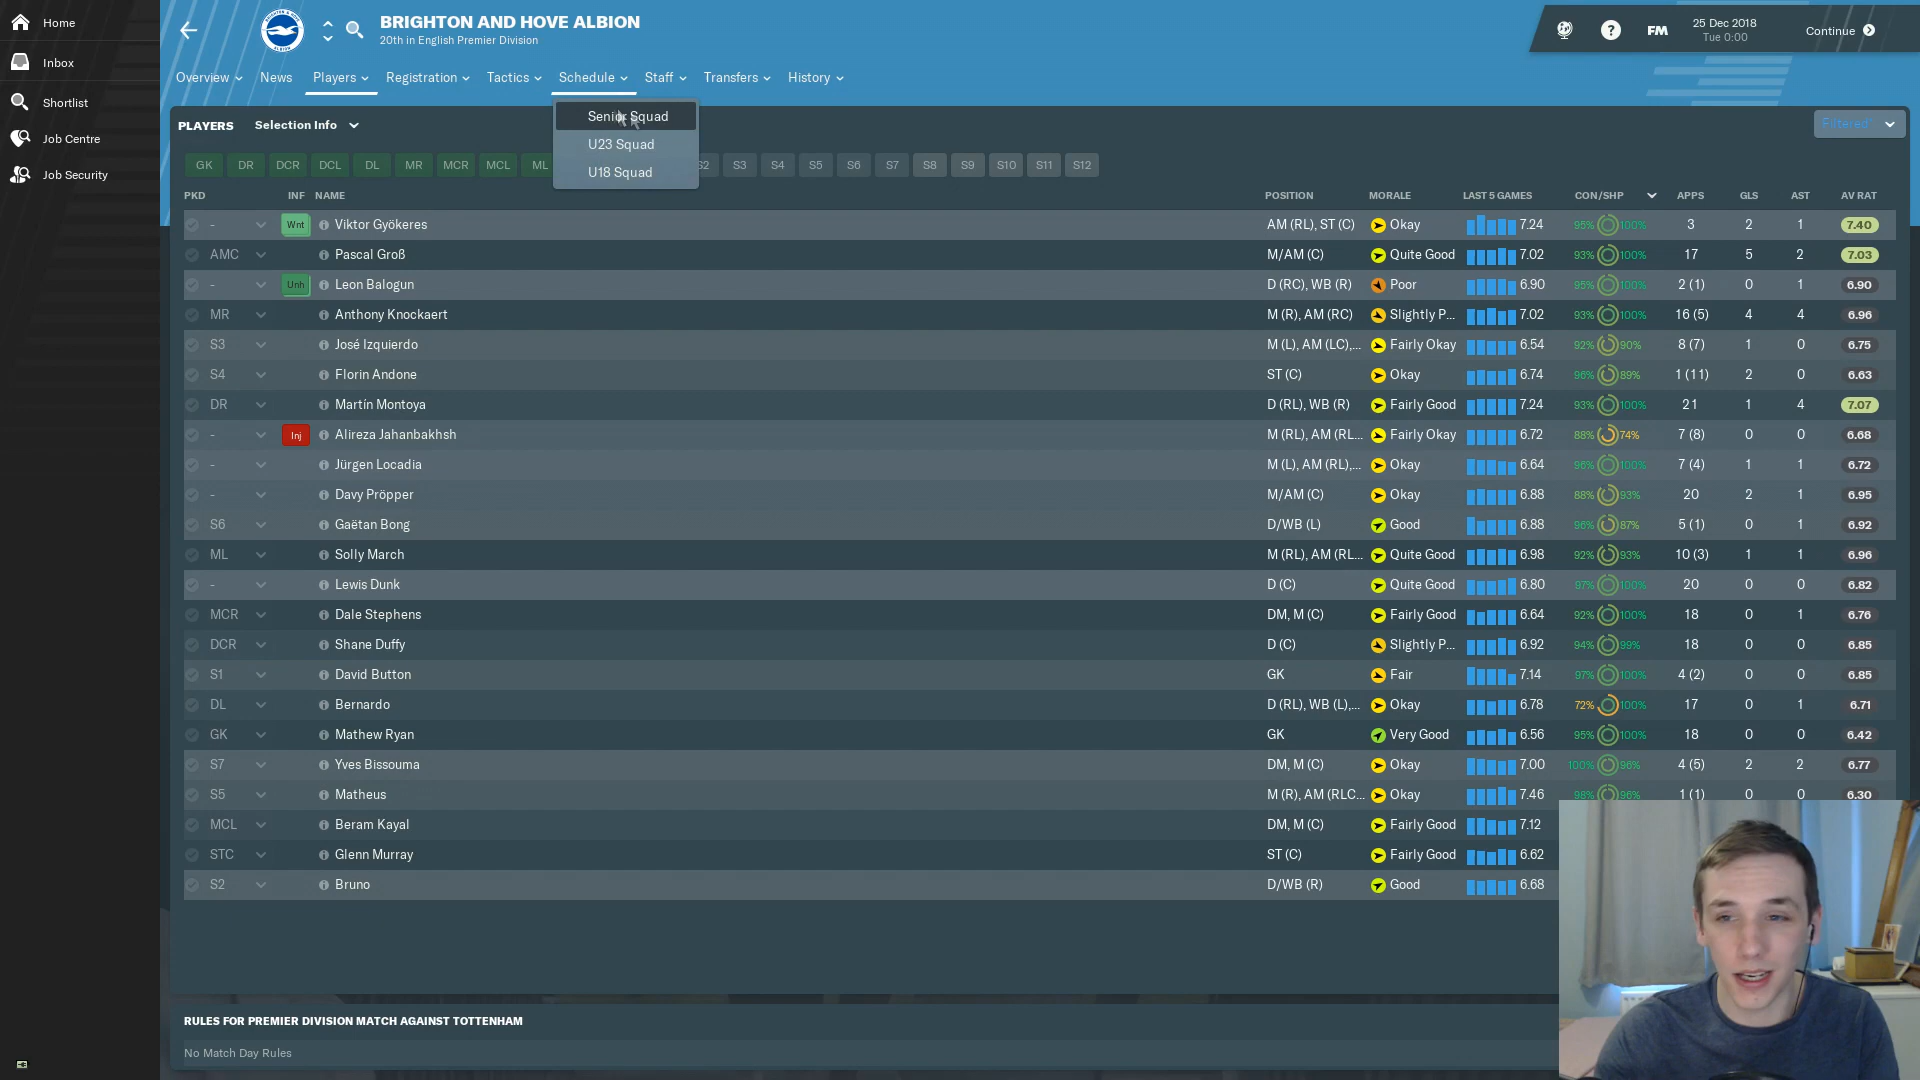 Home
Inbox
Shortlist
Job Centre
Job Security
BRIGHTON AND HOVE ALBION
20th in English Premier Division
FM
25 Dec 2018
Tue 0:00
Continue
Overview News Players Registration Tactics Schedule Staff Transfers History
Senior Squad
U23 Squad
U18 Squad
PLAYERS Selection Info
Filtered
GK DR DCR DCL DL MR MCR MCL ML S2 S3 S4 S5 S6 S7 S8 S9 S10 S11 S12
PKD INF NAME POSITION MORALE LAST 5 GAMES CON/SHP APPS GLS AST AV RAT
- Wnt Viktor Gyökeres AM (RL), ST (C) Okay 7.24 95% 100% 3 2 1 7.40
AMC Pascal Groß M/AM (C) Quite Good 7.02 93% 100% 17 5 2 7.03
- Unh Leon Balogun D (RC), WB (R) Poor 6.90 95% 100% 2 (1) 0 1 6.90
MR Anthony Knockaert M (R), AM (RC) Slightly P... 7.02 93% 100% 16 (5) 4 4 6.96
S3 José Izquierdo M (L), AM (LC),... Fairly Okay 6.54 92% 90% 8 (7) 1 0 6.75
S4 Florin Andone ST (C) Okay 6.74 96% 89% 1 (11) 2 0 6.63
DR Martín Montoya D (RL), WB (R) Fairly Good 7.24 93% 100% 21 1 4 7.07
- Inj Alireza Jahanbakhsh M (RL), AM (RL... Fairly Okay 6.72 88% 74% 7 (8) 0 0 6.68
- Jürgen Locadia M (L), AM (RL),... Okay 6.64 96% 100% 7 (4) 1 1 6.72
- Davy Pröpper M/AM (C) Okay 6.88 88% 93% 20 2 1 6.95
S6 Gaëtan Bong D/WB (L) Good 6.88 96% 87% 5 (1) 0 1 6.92
ML Solly March M (RL), AM (RL... Quite Good 6.98 92% 93% 10 (3) 1 1 6.96
- Lewis Dunk D (C) Quite Good 6.80 97% 100% 20 0 0 6.82
MCR Dale Stephens DM, M (C) Fairly Good 6.64 92% 100% 18 0 1 6.76
DCR Shane Duffy D (C) Slightly P... 6.92 94% 99% 18 0 0 6.85
S1 David Button GK Fair 7.14 97% 100% 4 (2) 0 0 6.85
DL Bernardo D (RL), WB (L),... Okay 6.78 72% 100% 17 0 1 6.71
GK Mathew Ryan GK Very Good 6.56 95% 100% 18 0 0 6.42
S7 Yves Bissouma DM, M (C) Okay 7.00 100% 96% 4 (5) 2 2 6.77
S5 Matheus M (R), AM (RLC... Okay 7.46 98% 96% 1 (1) 0 0 6.30
MCL Beram Kayal DM, M (C) Fairly Good 7.12
STC Glenn Murray ST (C) Fairly Good 6.62
S2 Bruno D/WB (R) Good 6.68
RULES FOR PREMIER DIVISION MATCH AGAINST TOTTENHAM
No Match Day Rules